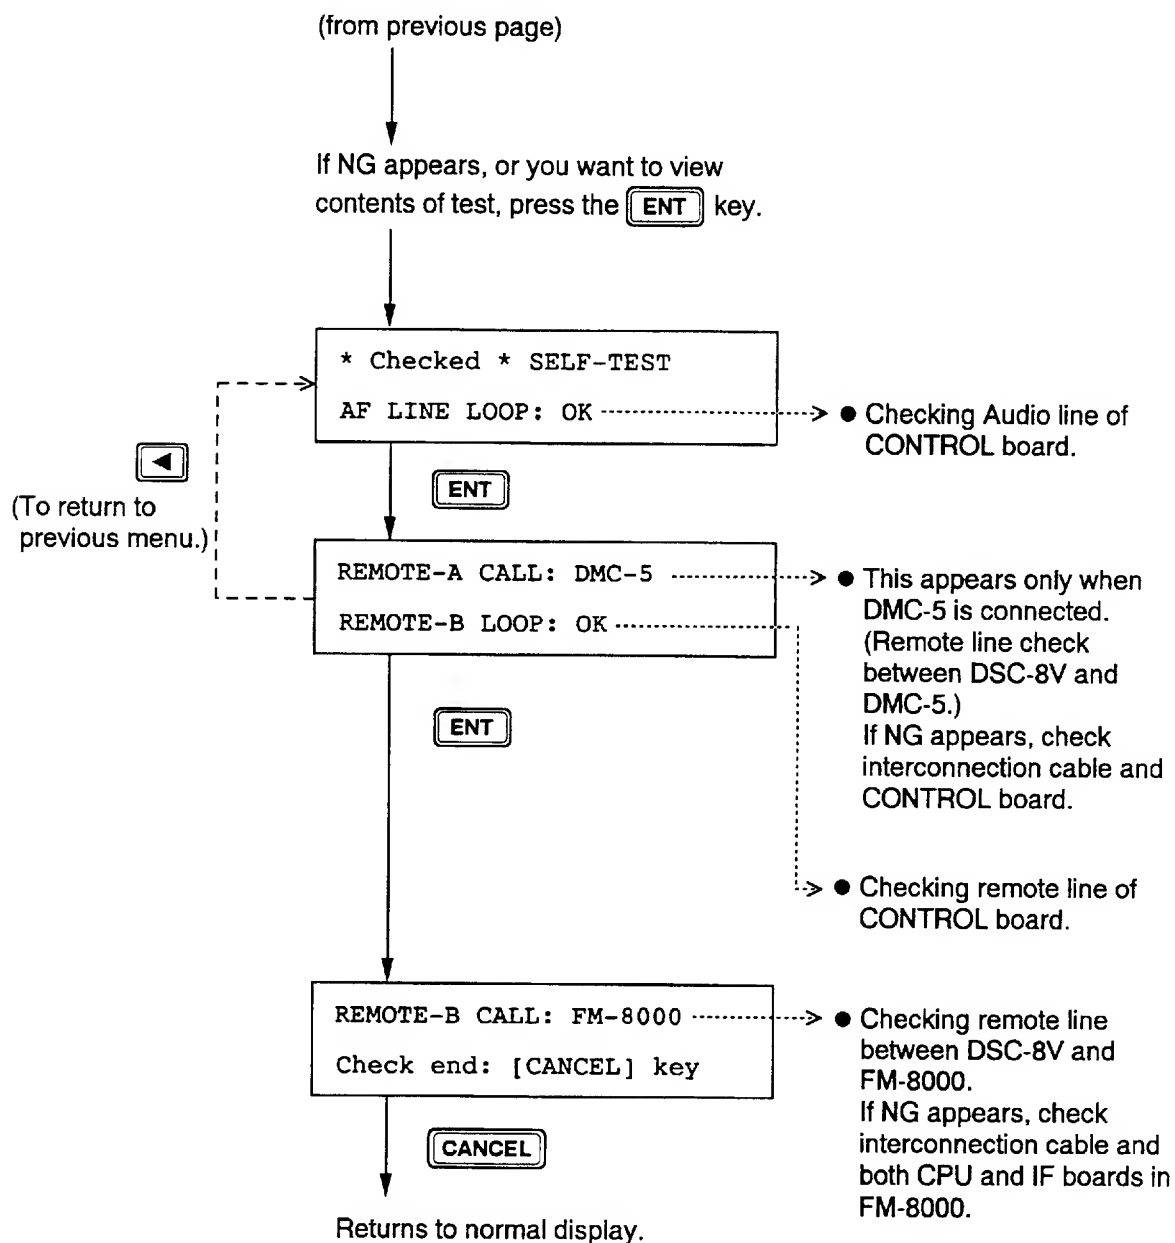 (from previous page)
If NG appears, or you want to view
contents of test, press the ENT key.
* Checked * SELF-TEST
AF LINE LOOP: OK
● Checking Audio line of
CONTROL board.
◄
(To return to
previous menu.)
ENT
REMOTE-A CALL: DMC-5
REMOTE-B LOOP: OK
● This appears only when
DMC-5 is connected.
(Remote line check
between DSC-8V and
DMC-5.)
If NG appears, check
interconnection cable and
CONTROL board.
ENT
● Checking remote line of
CONTROL board.
REMOTE-B CALL: FM-8000
Check end: [CANCEL] key
● Checking remote line
between DSC-8V and
FM-8000.
If NG appears, check
interconnection cable and
both CPU and IF boards in
FM-8000.
CANCEL
Returns to normal display.